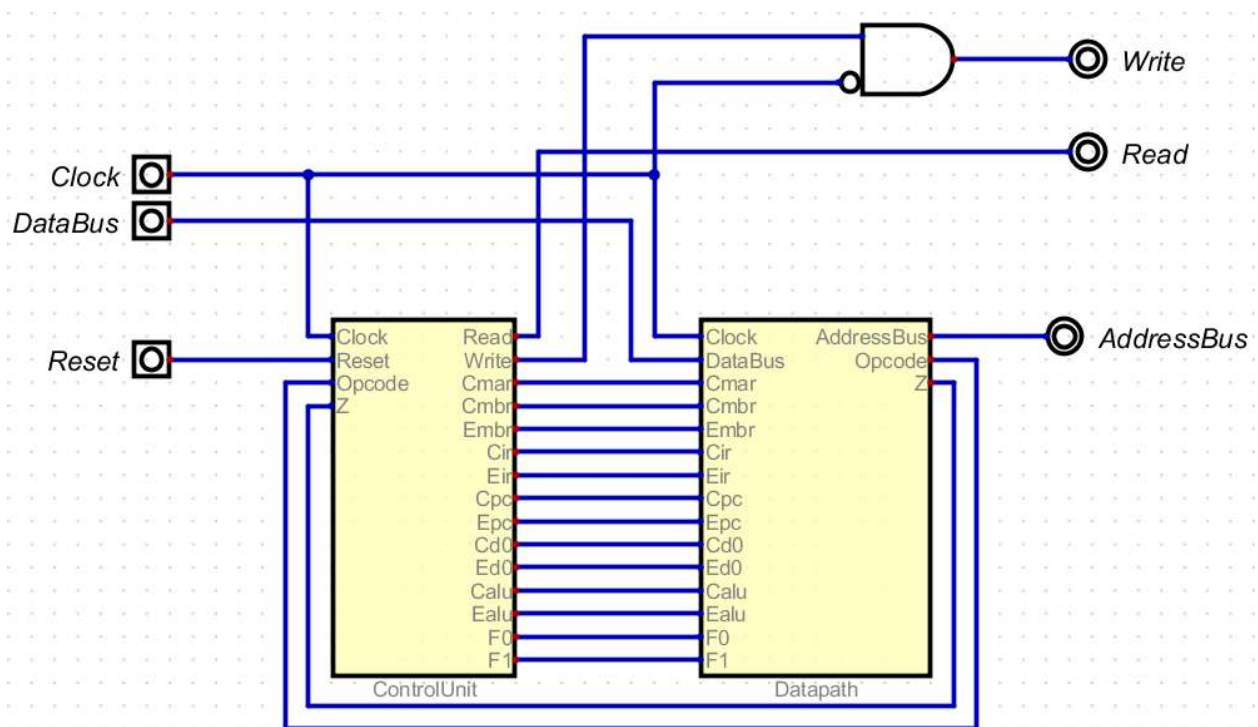 Write
Read
Clock
DataBus
Reset
AddressBus
Clock Read
Reset Write
Opcode Cmar
Z Cmbr
Embr
Cir
Eir
Cpc
Epc
Cd0
Ed0
Calu
Ealu
F0
F1
ControlUnit
Clock AddressBus
DataBus Opcode
Cmar Z
Cmbr
Embr
Cir
Eir
Cpc
Epc
Cd0
Ed0
Calu
Ealu
F0
F1
Datapath